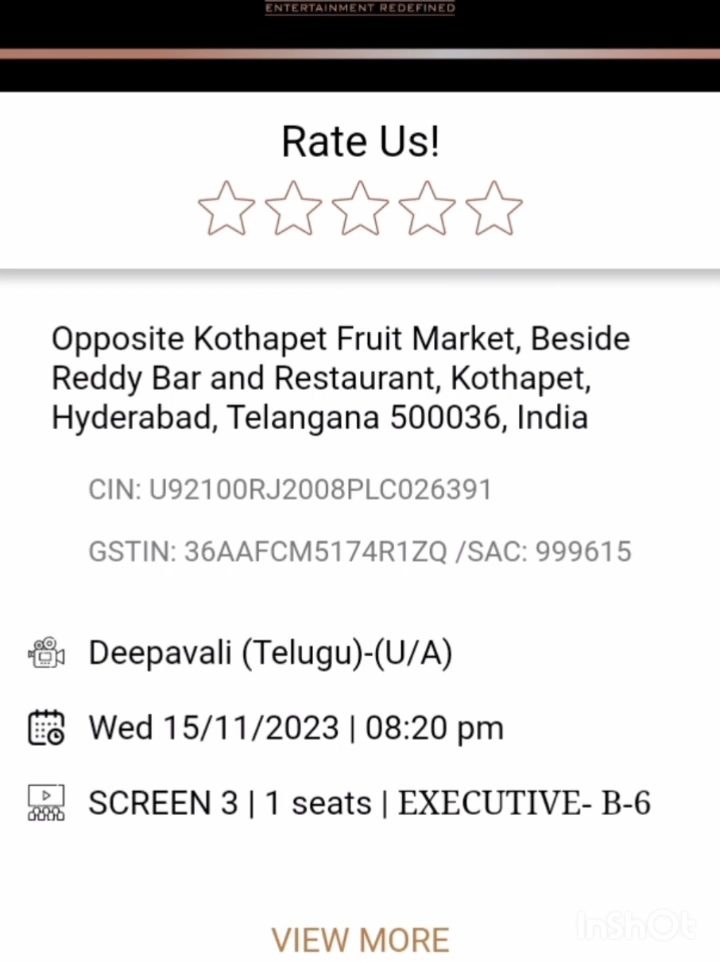 ENTERTAINMENT REDEFINED
Rate Us!
Opposite Kothapet Fruit Market, Beside
Reddy Bar and Restaurant, Kothapet,
Hyderabad, Telangana 500036, India
CIN: U92100RJ2008PLC026391
GSTIN: 36AAFCM5174R1ZQ /SAC: 999615
Deepavali (Telugu)-(U/A)
Wed 15/11/2023 | 08:20 pm
SCREEN 3 | 1 seats | EXECUTIVE- B-6
VIEW MORE
InShOt